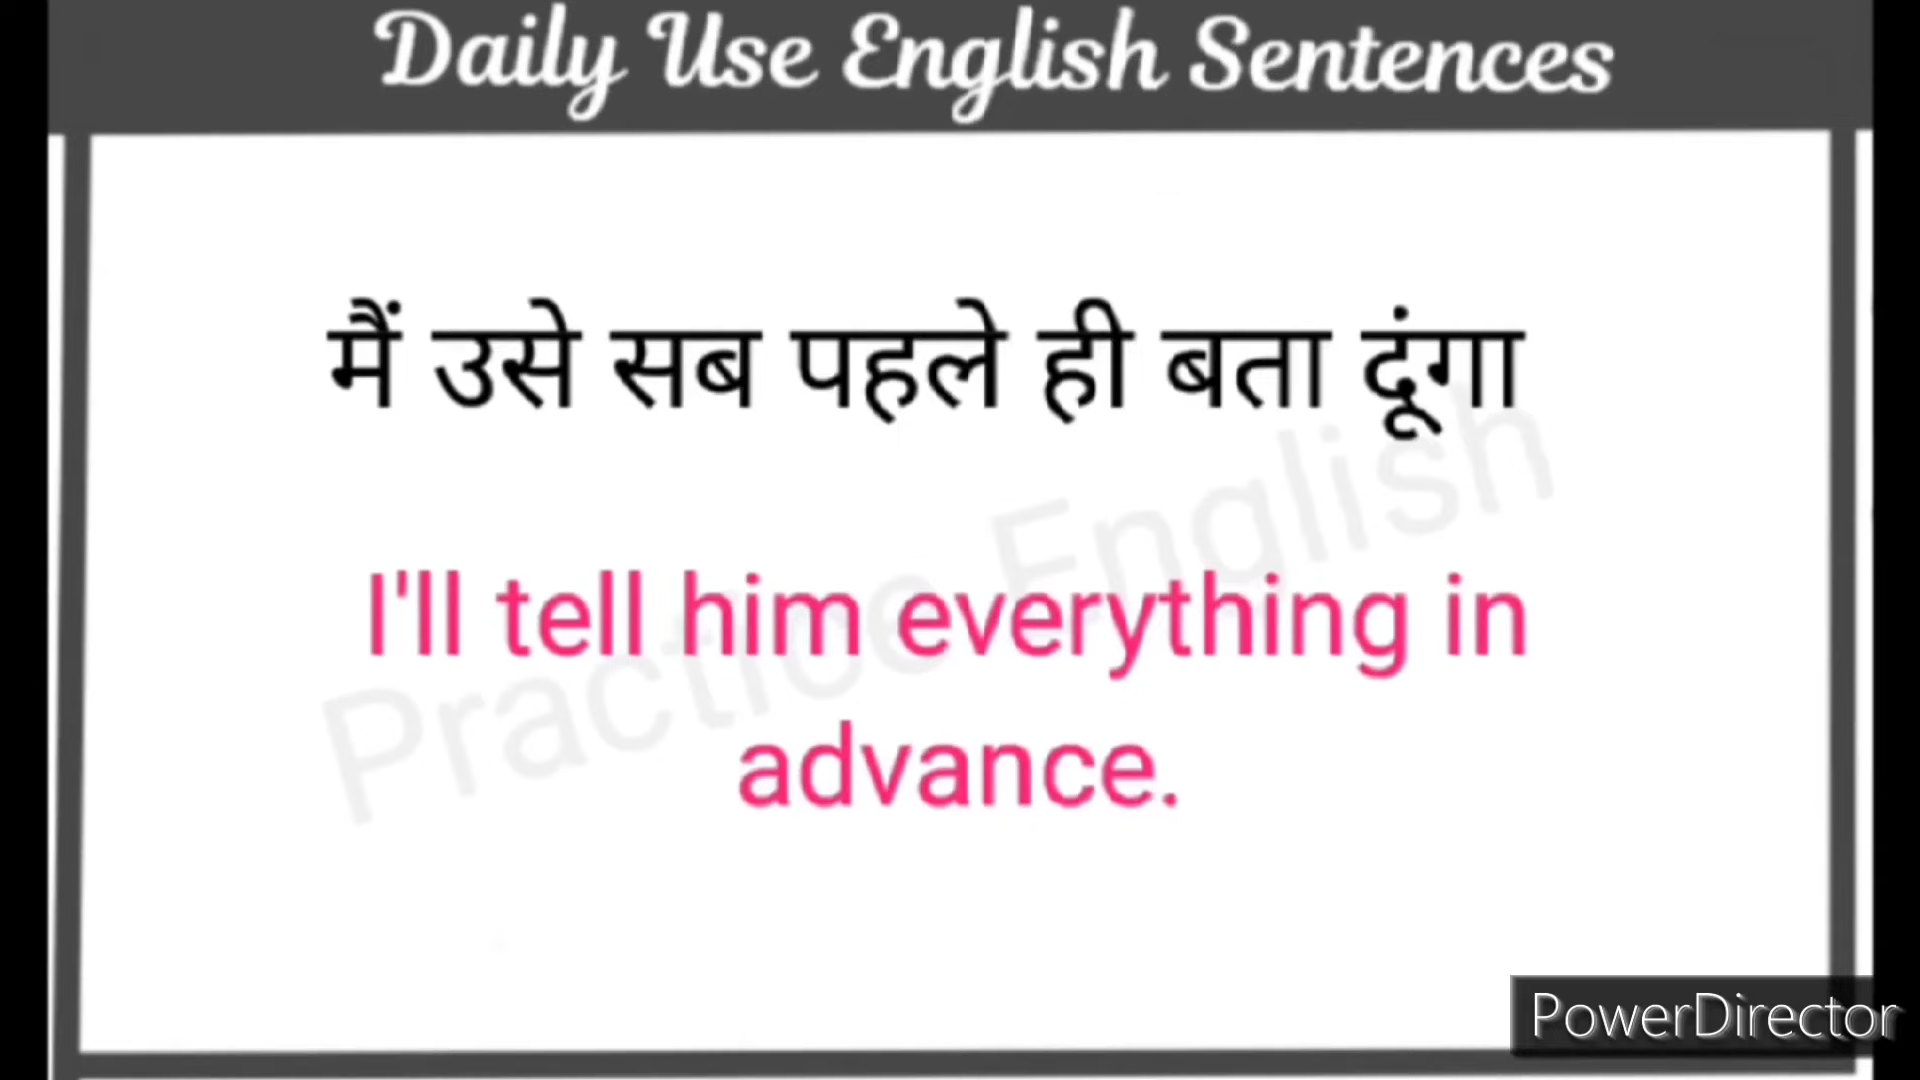 Daily Use English Sentences
मैं उसे सब पहले ही बता दूंगा
Practice English
I'll tell him everything in
advance.
PowerDirector